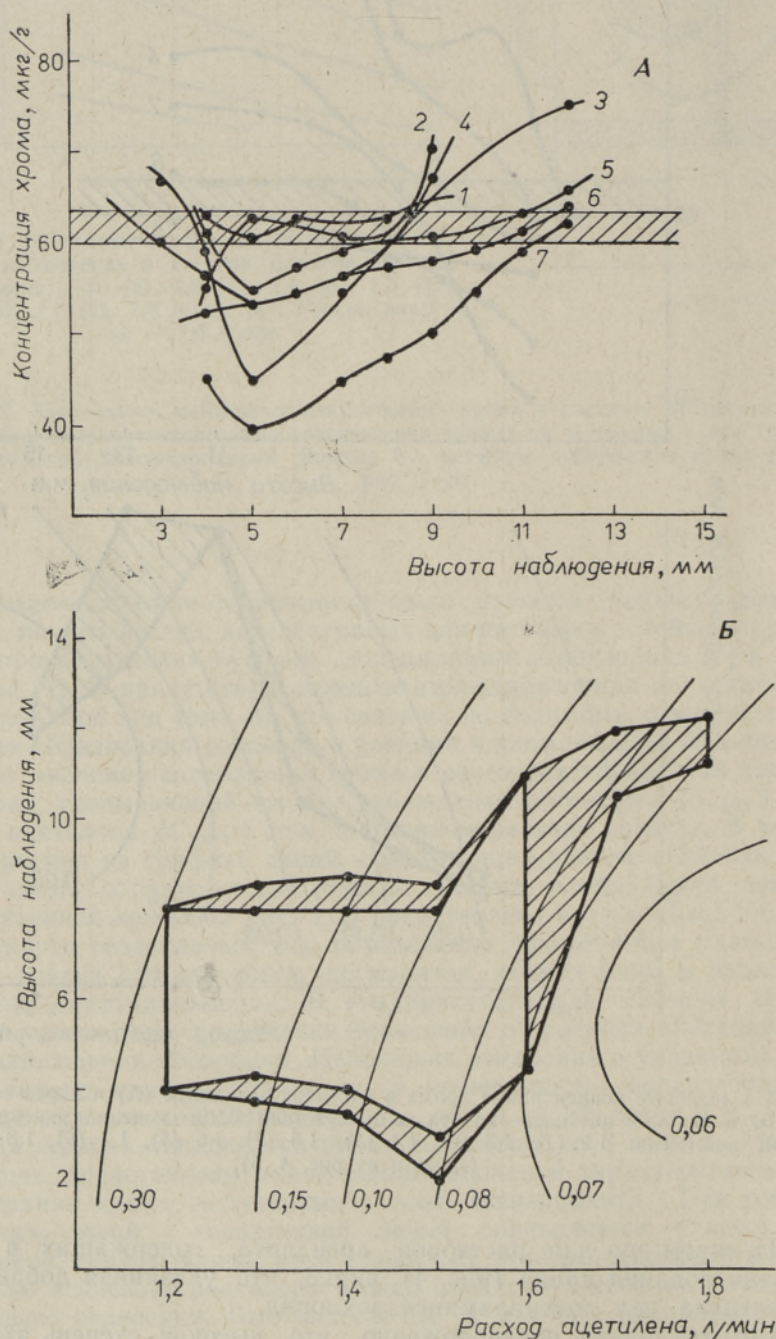 Концентрация хрома, мкг/г
А
80
60
40
2
4
3
1
5
6
7
3 5 7 9 11 13 15
Высота наблюдения, мм
Б
Высота наблюдения, мм
14
10
6
2
0,30 0,15 0,10 0,08 0,07 0,06
1,2 1,4 1,6 1,8
Расход ацетилена, л/мин